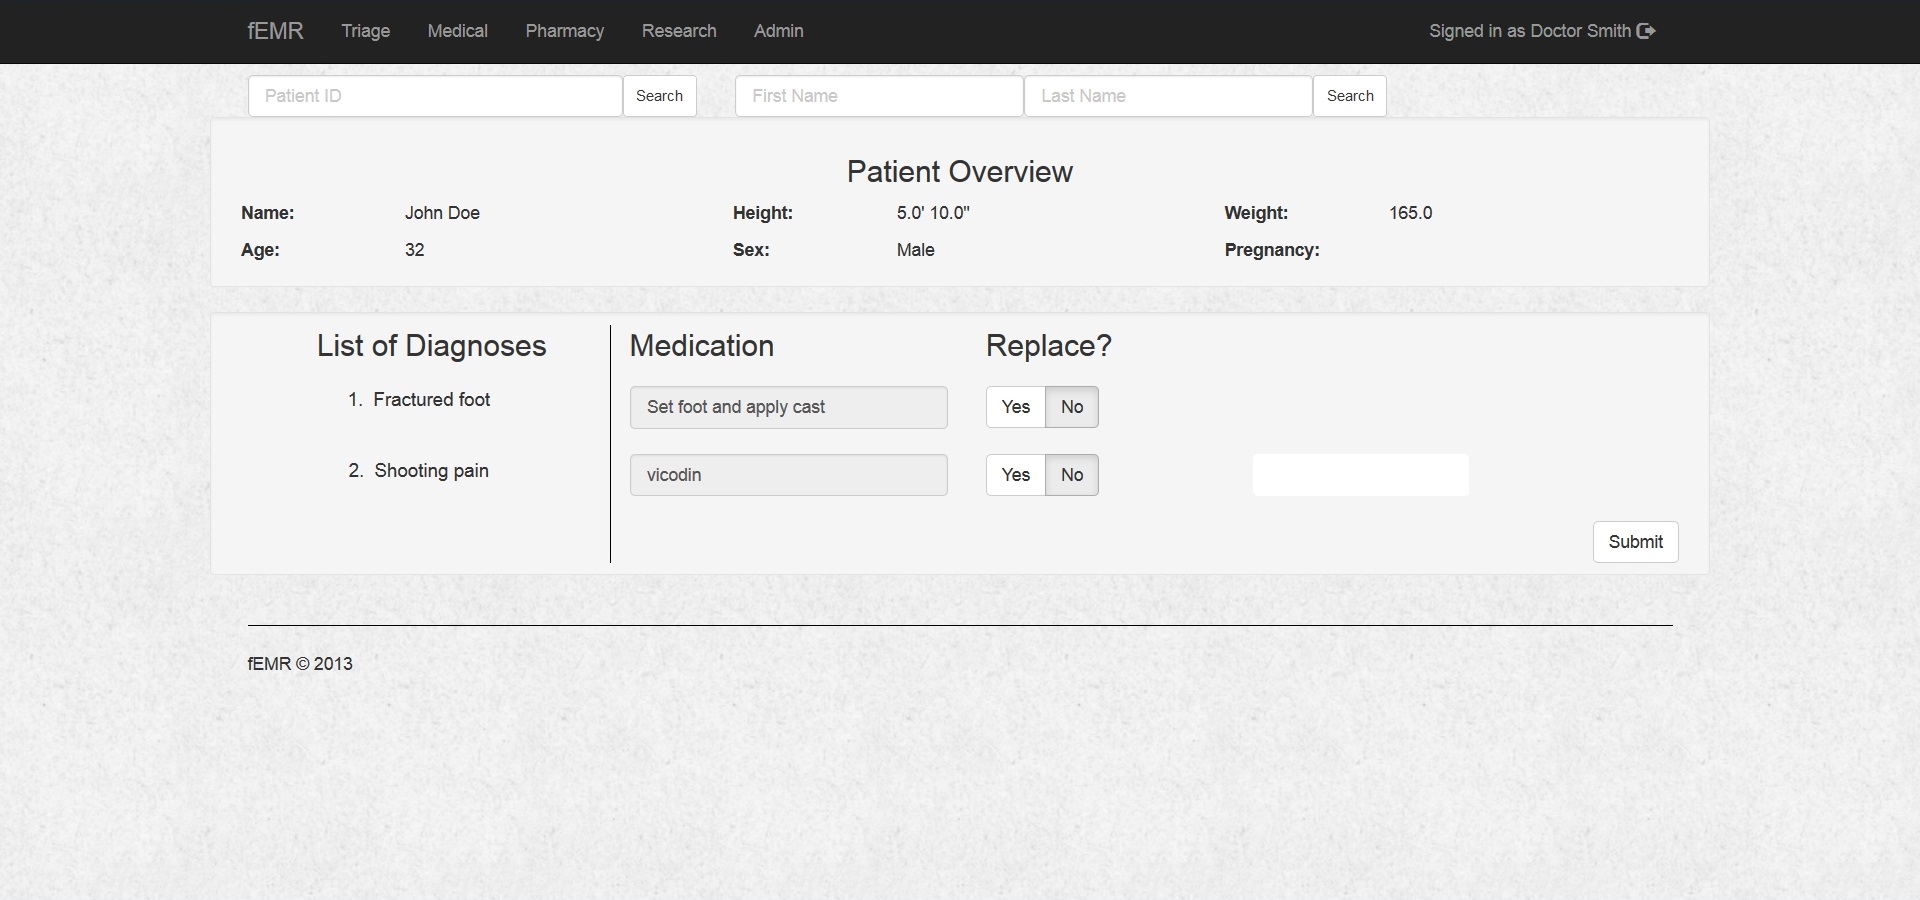 fEMR Triage Medical Pharmacy Research Admin Signed in as Doctor Smith
Patient ID Search First Name Last Name Search
Patient Overview
Name: John Doe Height: 5.0' 10.0" Weight: 165.0
Age: 32 Sex: Male Pregnancy:
List of Diagnoses Medication Replace?
1. Fractured foot Set foot and apply cast Yes No
2. Shooting pain vicodin Yes No
Submit
fEMR © 2013